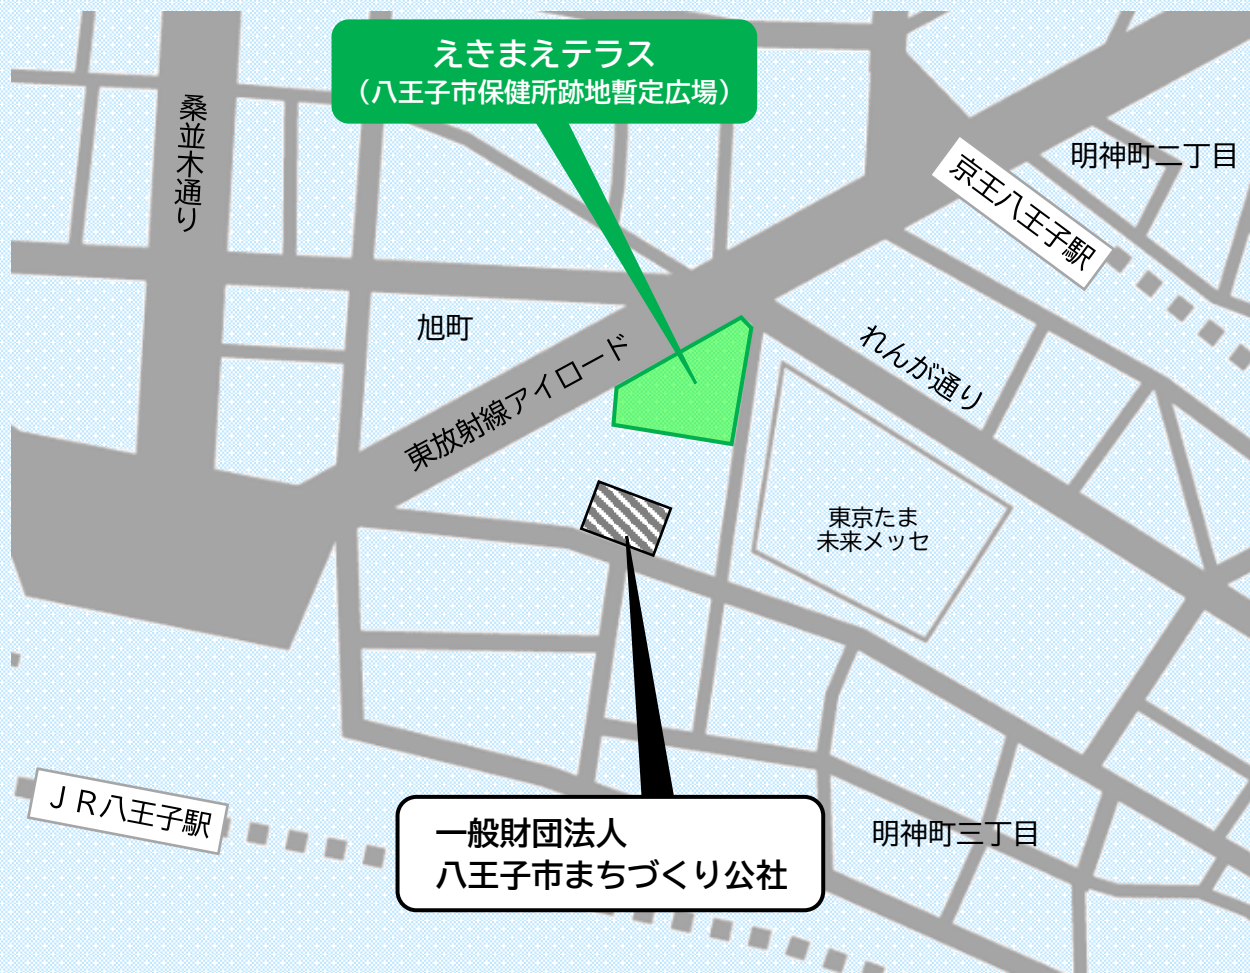 えきまえテラス
（八王子市保健所跡地暫定広場）
桑並木通り
明神町二丁目
京王八王子駅
旭町
東放射線アイロード
れんが通り
東京たま
未来メッセ
ＪＲ八王子駅
一般財団法人
八王子市まちづくり公社
明神町三丁目